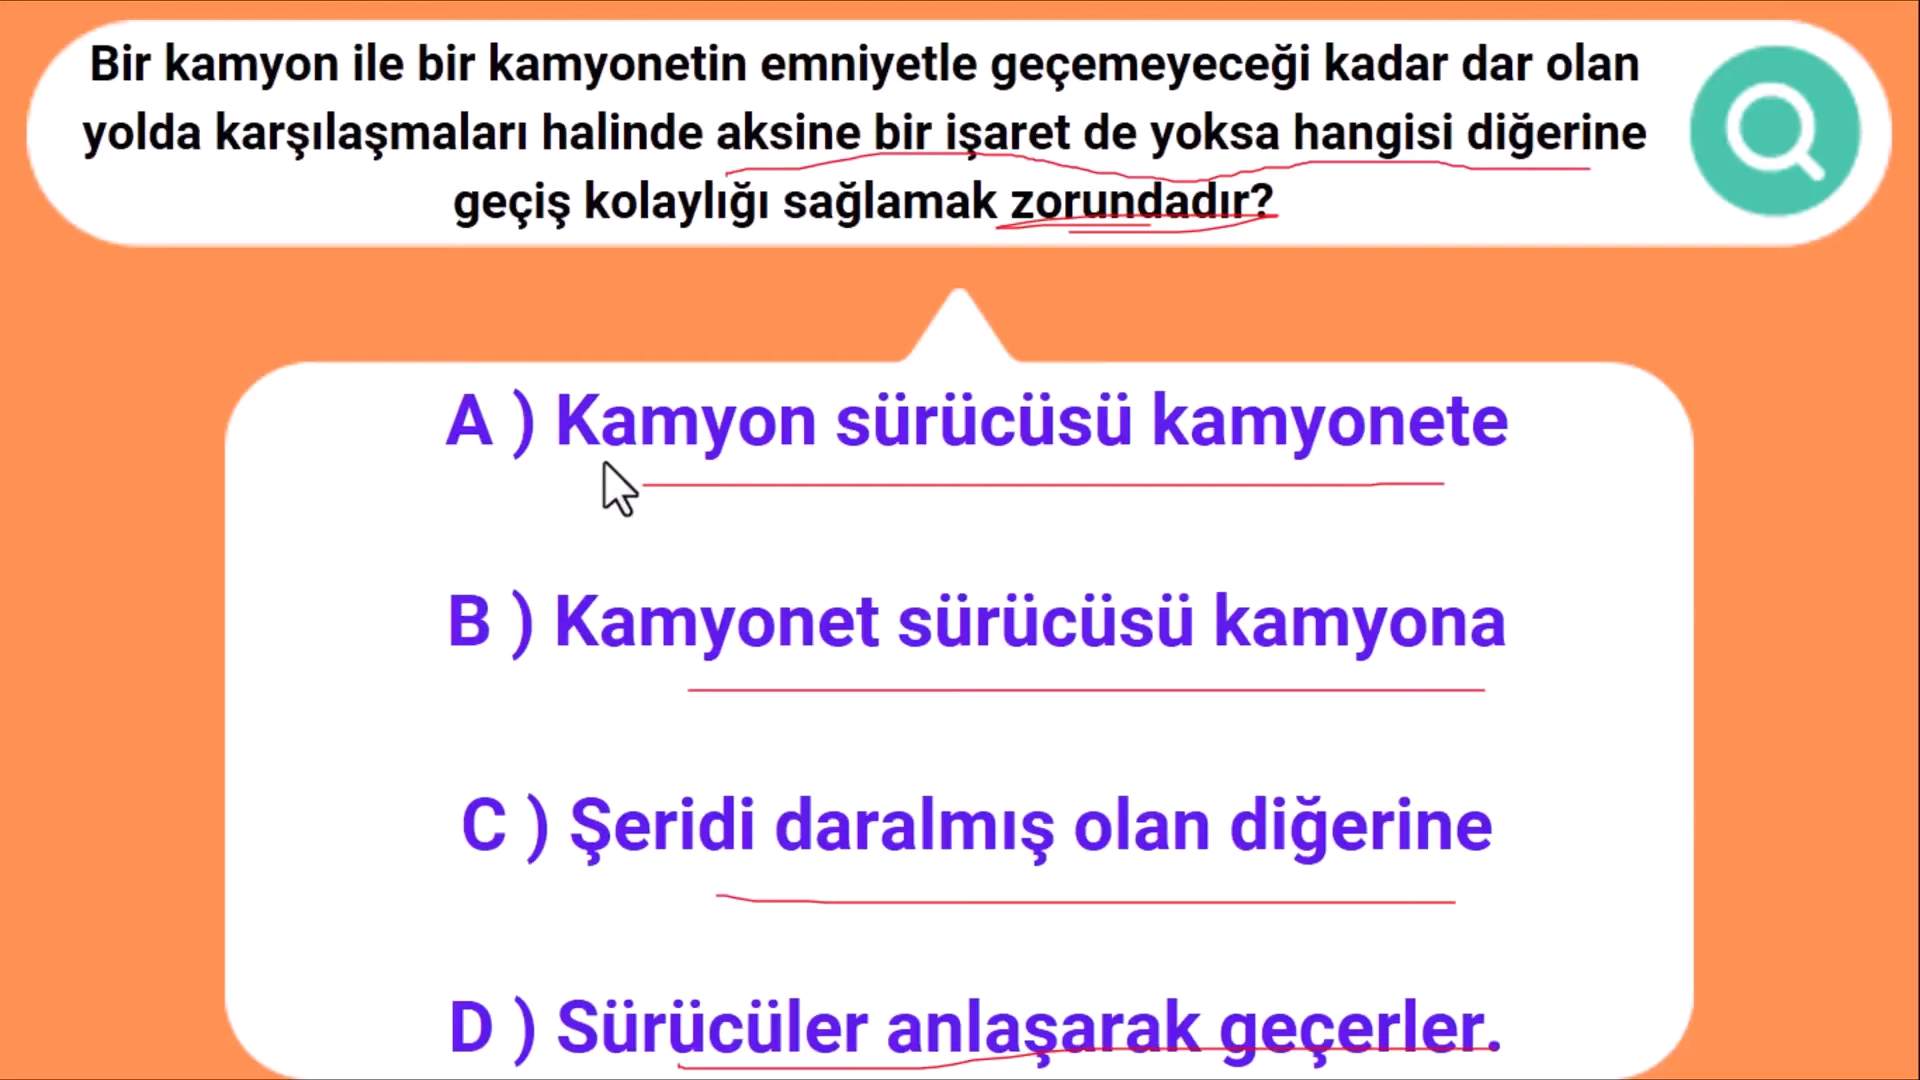 Bir kamyon ile bir kamyonetin emniyetle geçemeyeceği kadar dar olan
yolda karşılaşmaları halinde aksine bir işaret de yoksa hangisi diğerine
geçiş kolaylığı sağlamak zorundadır?
A ) Kamyon sürücüsü kamyonete
B ) Kamyonet sürücüsü kamyona
C ) Şeridi daralmış olan diğerine
D ) Sürücüler anlaşarak geçerler.